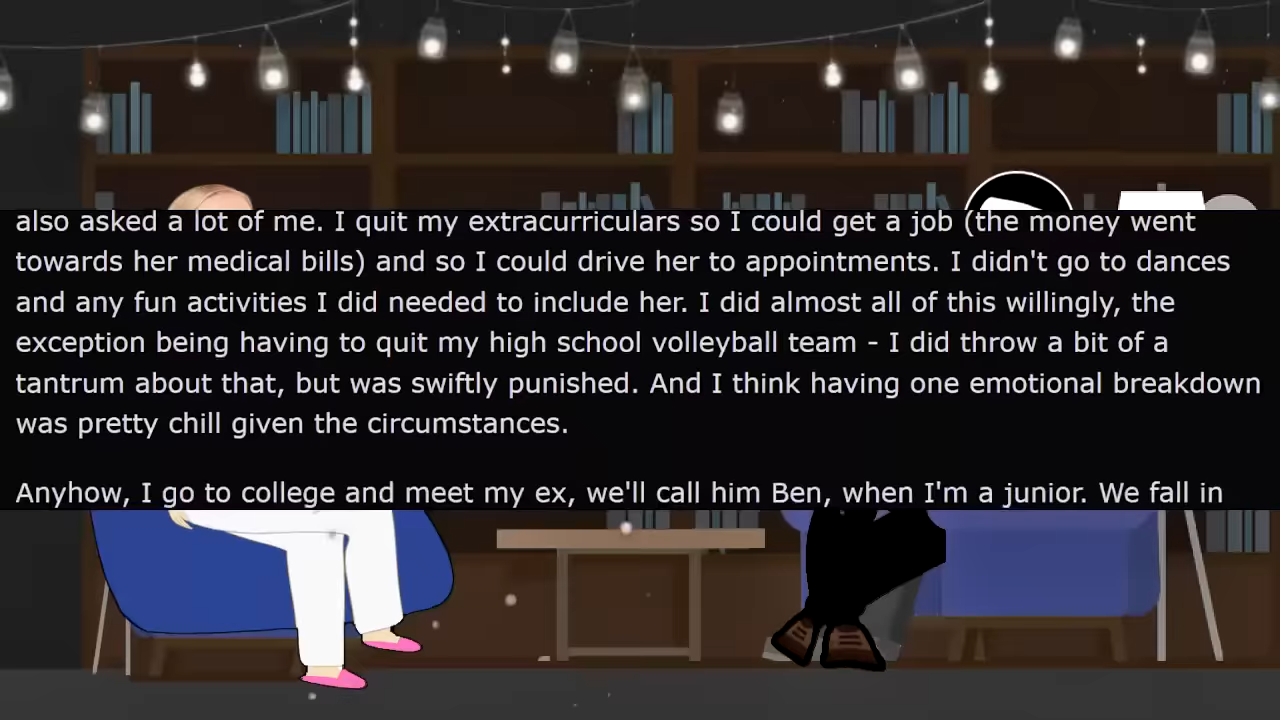 also asked a lot of me. I quit my extracurriculars so I could get a job (the money went
towards her medical bills) and so I could drive her to appointments. I didn't go to dances
and any fun activities I did needed to include her. I did almost all of this willingly, the
exception being having to quit my high school volleyball team - I did throw a bit of a
tantrum about that, but was swiftly punished. And I think having one emotional breakdown
was pretty chill given the circumstances.
Anyhow, I go to college and meet my ex, we'll call him Ben, when I'm a junior. We fall in